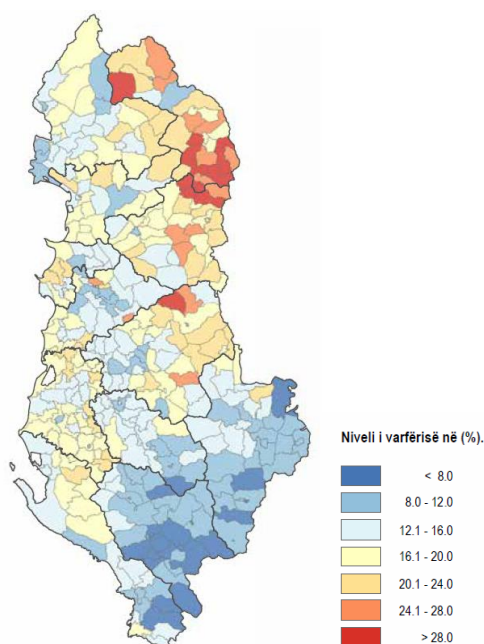 Niveli i varfërisë në (%).
< 8.0
8.0 - 12.0
12.1 - 16.0
16.1 - 20.0
20.1 - 24.0
24.1 - 28.0
> 28.0